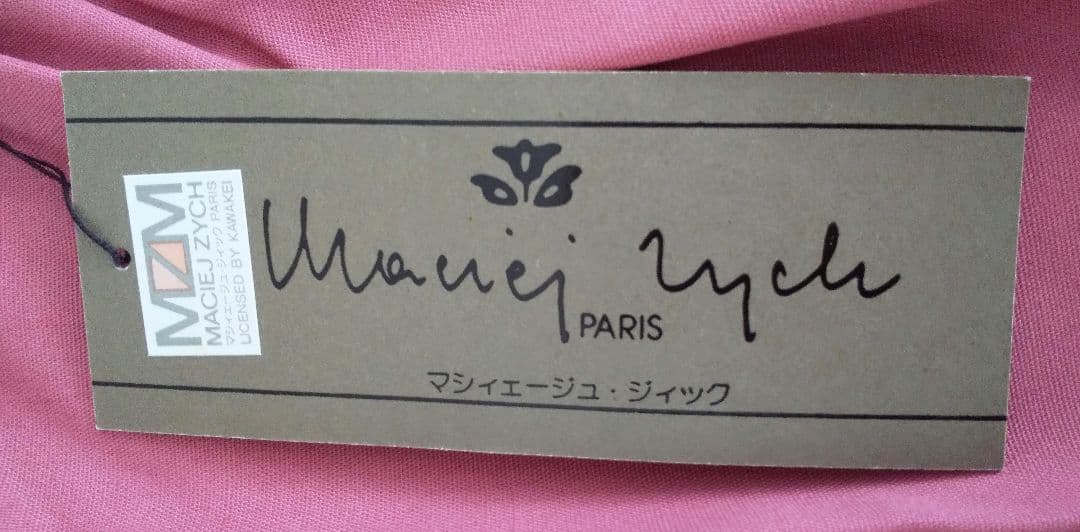 Maciej Zych
PARIS
マシィエージュ・ジィック
MZM
MACIEJ ZYCH
マシィエージュ・ジィック PARIS
LICENSED BY KAWAKEI